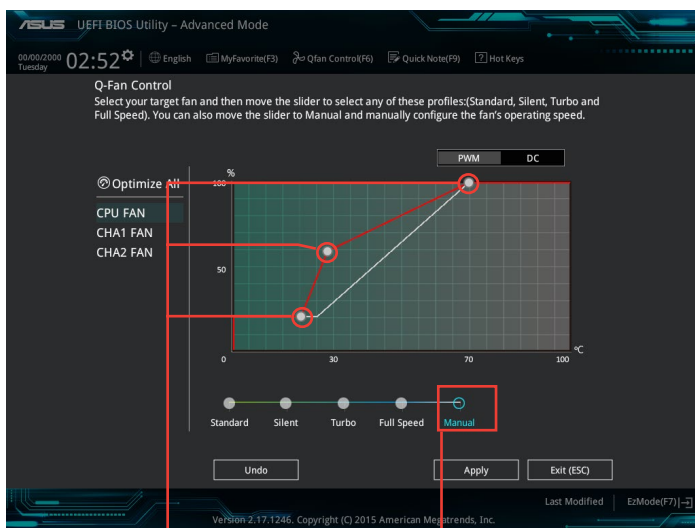 ASUS UEFI BIOS Utility – Advanced Mode
00/00/2000
Tuesday
02:52
English
MyFavorite(F3)
Qfan Control(F6)
Quick Note(F9)
? Hot Keys
Q-Fan Control
Select your target fan and then move the slider to select any of these profiles:(Standard, Silent, Turbo and
Full Speed). You can also move the slider to Manual and manually configure the fan's operating speed.
PWM DC
Optimize All
CPU FAN
CHA1 FAN
CHA2 FAN
%
100
50
0 30 70 100
°C
Standard Silent Turbo Full Speed Manual
Undo Apply Exit (ESC)
Last Modified EzMode(F7)
Version 2.17.1246. Copyright (C) 2015 American Megatrends, Inc.